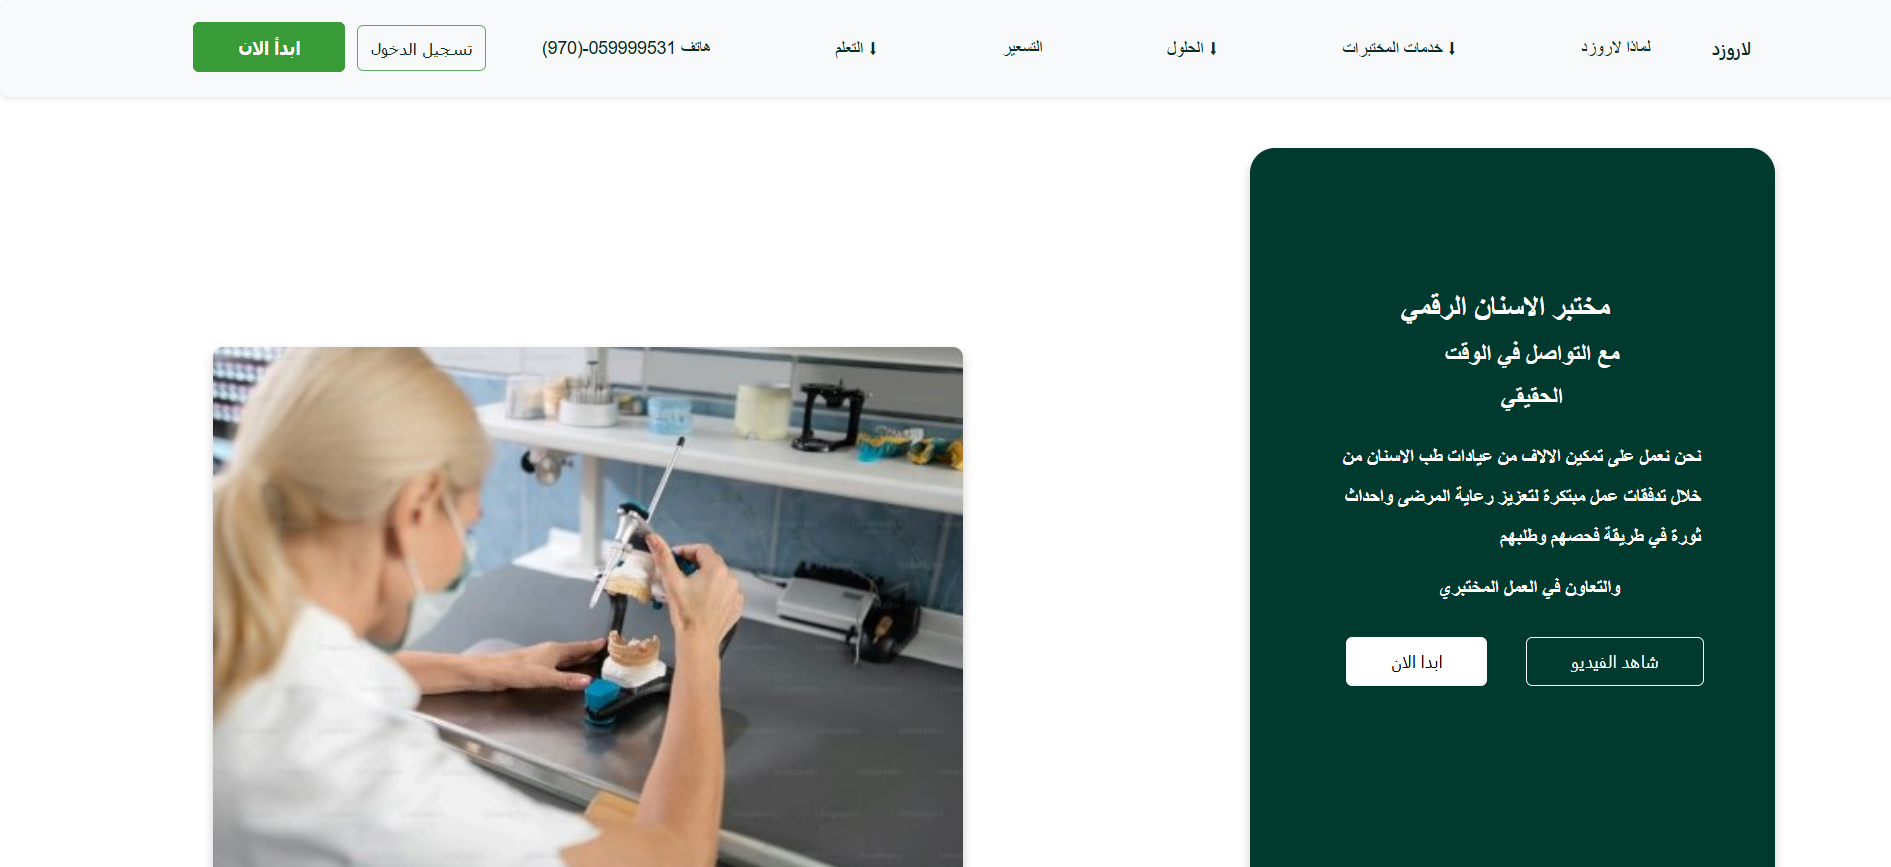 لاروزد
لماذا لاروزد
خدمات المختبرات ⬇
الحلول ⬇
التسعير
التعلم ⬇
هاتف 059999531-(970)
تسجيل الدخول
ابدأ الان
مختبر الاسنان الرقمي
مع التواصل في الوقت
الحقيقي
نحن نعمل على تمكين الالاف من عيادات طب الاسنان من
خلال تدفقات عمل مبتكرة لتعزيز رعاية المرضى واحداث
ثورة في طريقة فحصهم وطلبهم
والتعاون في العمل المختبري
شاهد الفيديو
ابدا الان